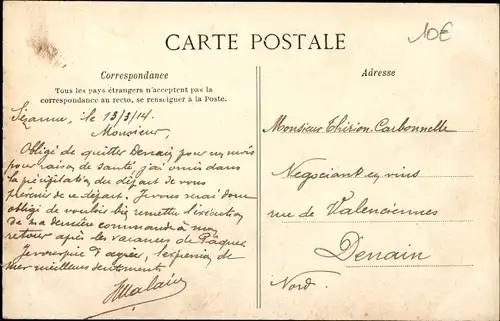 10€
CARTE POSTALE
Correspondance
Tous les pays étrangers n'acceptent pas la
correspondance au recto, se renseigner à la Poste.
Adresse
Sézanne, le 13/3/14.
Monsieur,
Obligé de quitter Denain pour un mois
pour raison de santé, j'ai omis dans
la précipitation du départ de vous
prévenir de ce départ. Je vous serai donc
obligé de vouloir bien remettre l'exécution
de la dernière commande à mon
retour après les vacances de Pâques.
Je vous prie d'agréer, l'expression de
mes meilleurs sentiments
Malair
Monsieur Thirion-Carbonnelle
Négociant en vins
rue de Valenciennes
Denain
Nord.